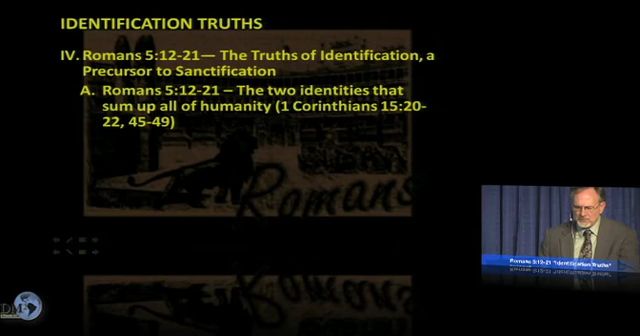 IDENTIFICATION TRUTHS
IV. Romans 5:12-21— The Truths of Identification, a
Precursor to Sanctification
A. Romans 5:12-21 – The two identities that
sum up all of humanity (1 Corinthians 15:20-
22, 45-49)
Romans
Romans 5:12-21 "Identification Truths"
DM